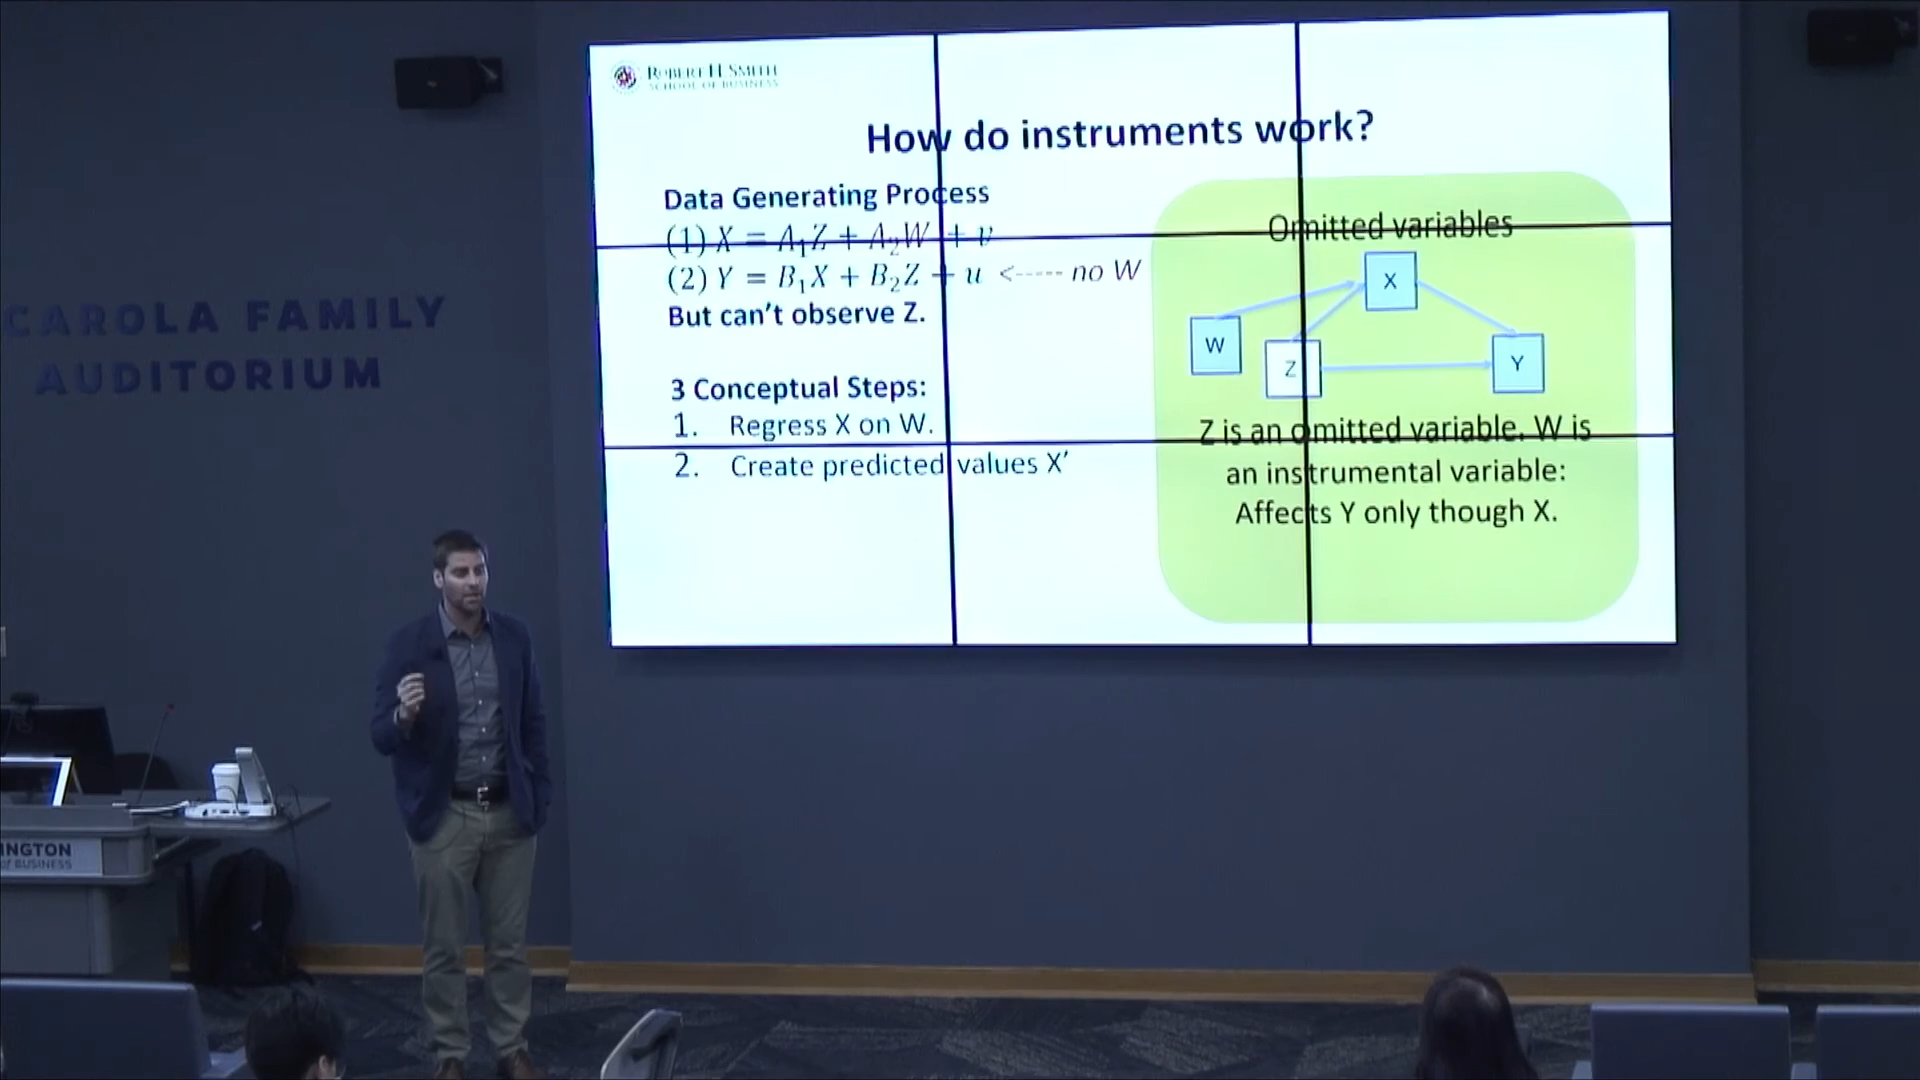 ROBERT H. SMITH
SCHOOL OF BUSINESS
How do instruments work?
Data Generating Process
(1) X = A₁Z + A₂W + v
(2) Y = B₁X + B₂Z + u <----- no W
But can't observe Z.
3 Conceptual Steps:
1. Regress X on W.
2. Create predicted values X′
Omitted variables
X
W
Z
Y
Z is an omitted variable. W is
an instrumental variable:
Affects Y only though X.
CAROLA FAMILY
AUDITORIUM
INGTON
of BUSINESS